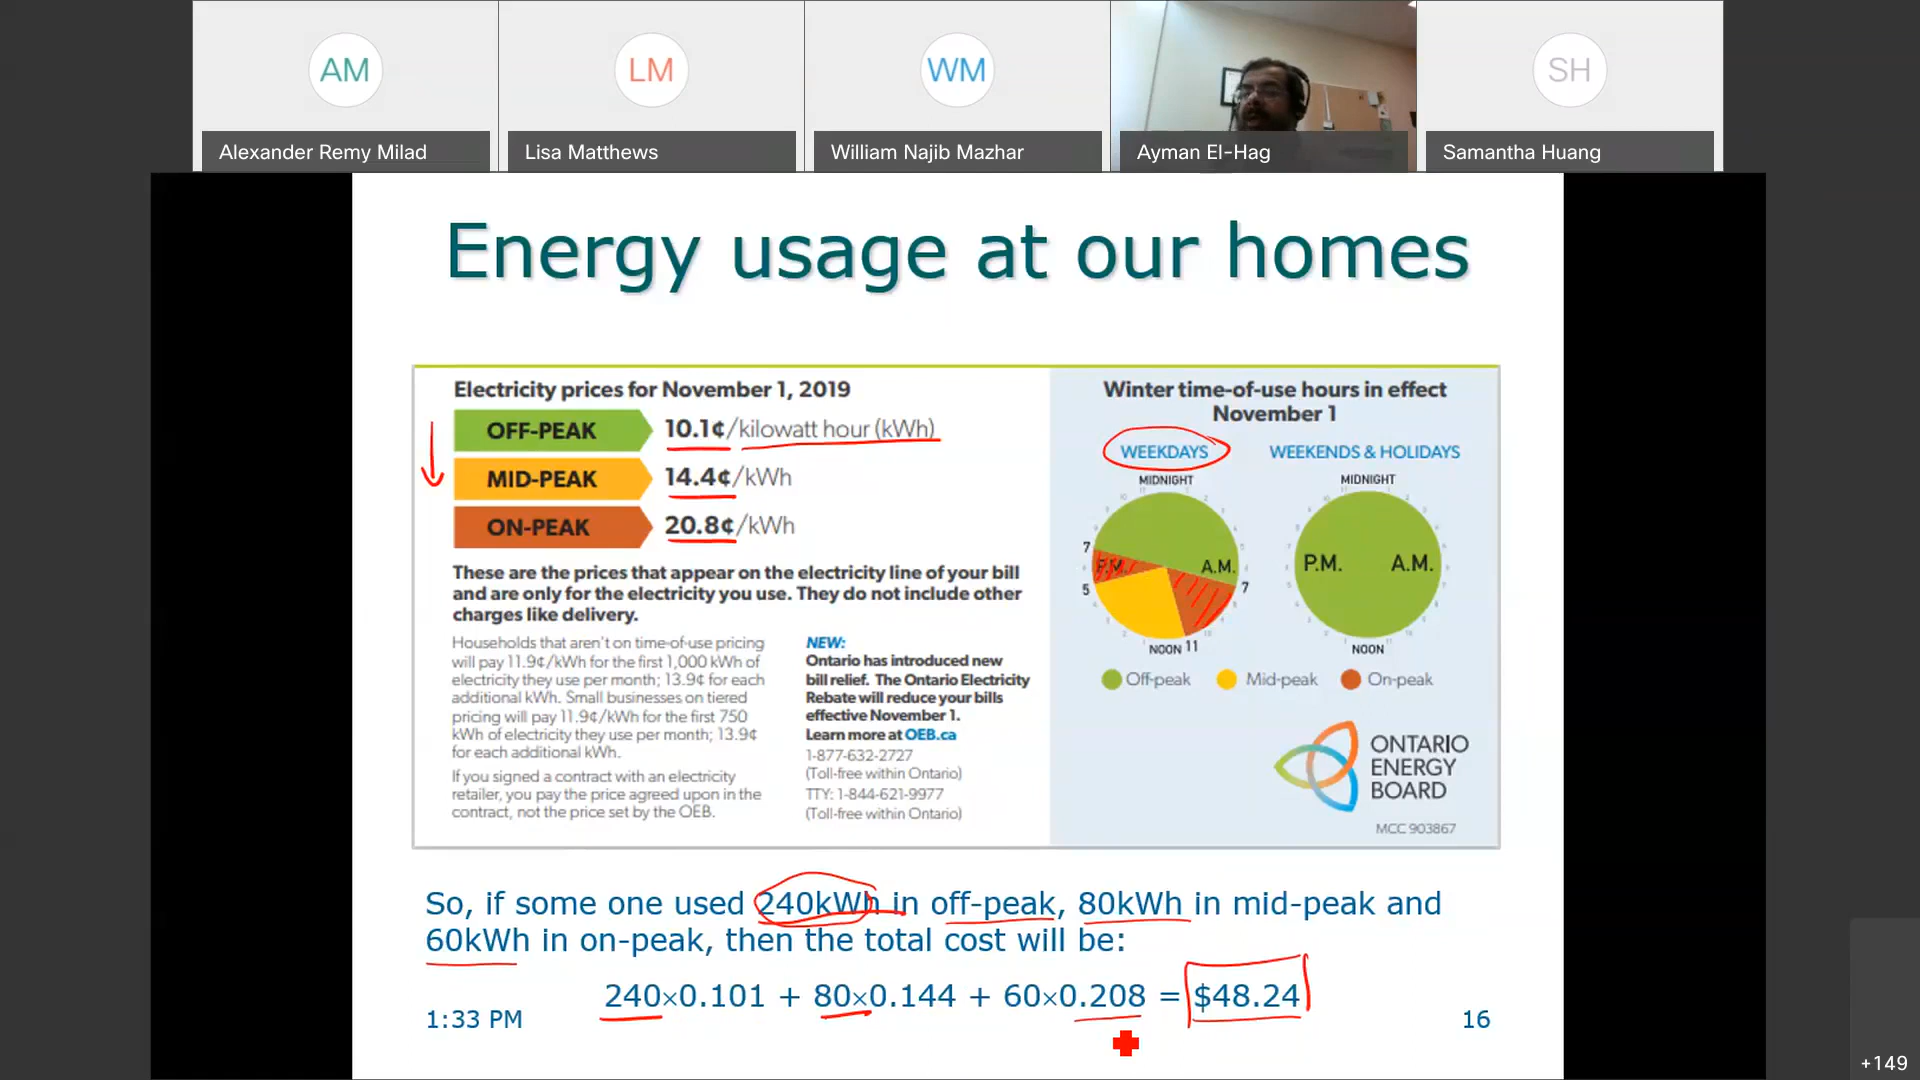 AM
LM
WM
SH
Alexander Remy Milad
Lisa Matthews
William Najib Mazhar
Ayman El-Hag
Samantha Huang
Energy usage at our homes
Electricity prices for November 1, 2019
OFF-PEAK 10.1¢/kilowatt hour (kWh)
MID-PEAK 14.4¢/kWh
ON-PEAK 20.8¢/kWh
These are the prices that appear on the electricity line of your bill
and are only for the electricity you use. They do not include other
charges like delivery.
Households that aren't on time-of-use pricing
will pay 11.9¢/kWh for the first 1,000 kWh of
electricity they use per month; 13.9¢ for each
additional kWh. Small businesses on tiered
pricing will pay 11.9¢/kWh for the first 750
kWh of electricity they use per month; 13.9¢
for each additional kWh.
If you signed a contract with an electricity
retailer, you pay the price agreed upon in the
contract, not the price set by the OEB.
NEW:
Ontario has introduced new
bill relief. The Ontario Electricity
Rebate will reduce your bills
effective November 1.
Learn more at OEB.ca
1-877-632-2727
(Toll-free within Ontario)
TTY: 1-844-621-9977
(Toll-free within Ontario)
Winter time-of-use hours in effect
November 1
WEEKDAYS
MIDNIGHT
7
P.M. A.M.
5
7
NOON 11
WEEKENDS & HOLIDAYS
MIDNIGHT
P.M. A.M.
NOON
Off-peak Mid-peak On-peak
ONTARIO
ENERGY
BOARD
MCC 903867
So, if some one used 240kWh in off-peak, 80kWh in mid-peak and
60kWh in on-peak, then the total cost will be:
240×0.101 + 80×0.144 + 60×0.208 = $48.24
1:33 PM
16
+149